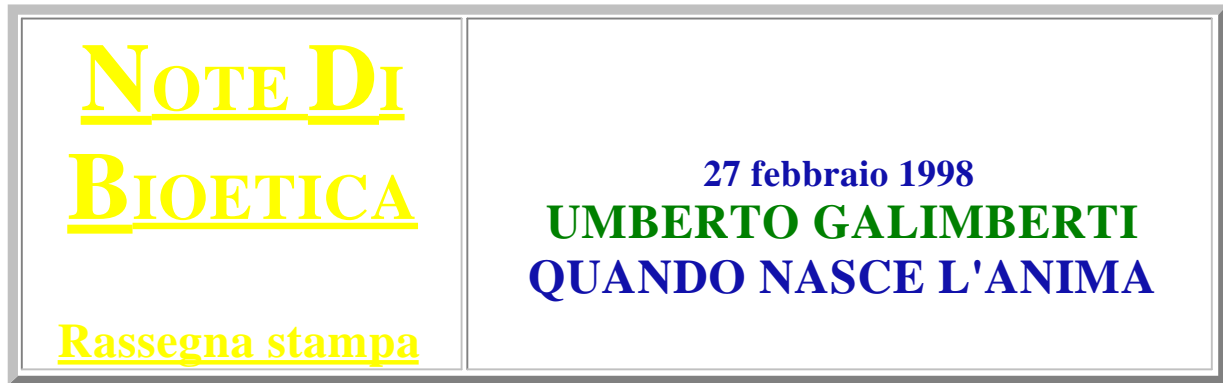 NOTE DI
BIOETICA
Rassegna stampa
27 febbraio 1998
UMBERTO GALIMBERTI
QUANDO NASCE L'ANIMA